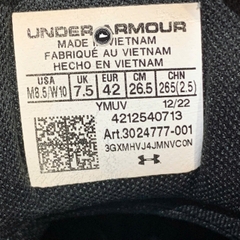 UNDER ARMOUR
MADE IN VIETNAM
FABRIQUÉ AU VIETNAM
HECHO EN VIETNAM
USA UK EUR CM CHN
M8.5/W10 7.5 42 26.5 265(2.5)
YMUV 12/22
4212540713
Art.3024777-001
3GXMHVJ4JMNVC0N